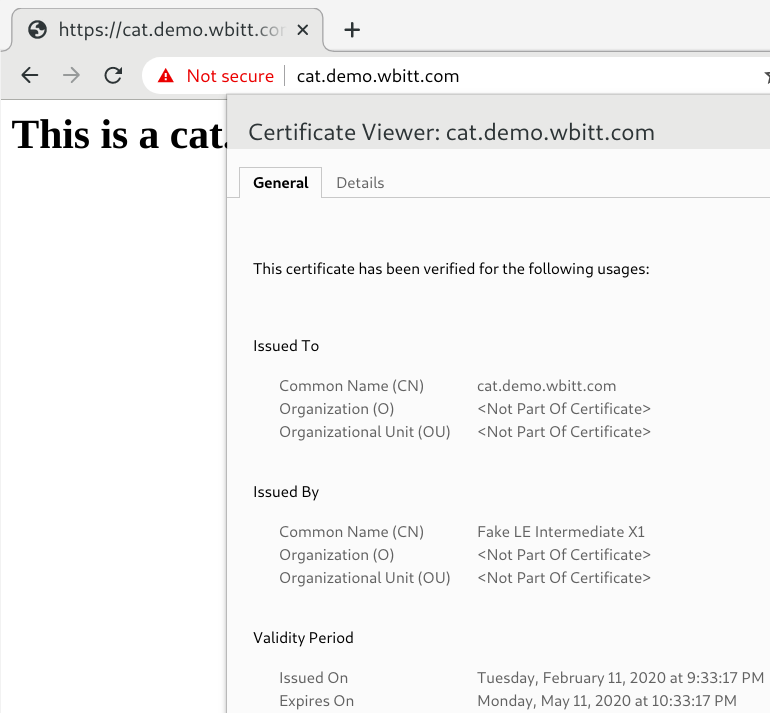 https://cat.demo.wbitt.co
Not secure
cat.demo.wbitt.com
This is a cat.
Certificate Viewer: cat.demo.wbitt.com
General
Details
This certificate has been verified for the following usages:
Issued To
Common Name (CN) cat.demo.wbitt.com
Organization (O) <Not Part Of Certificate>
Organizational Unit (OU) <Not Part Of Certificate>
Issued By
Common Name (CN) Fake LE Intermediate X1
Organization (O) <Not Part Of Certificate>
Organizational Unit (OU) <Not Part Of Certificate>
Validity Period
Issued On Tuesday, February 11, 2020 at 9:33:17 PM
Expires On Monday, May 11, 2020 at 10:33:17 PM